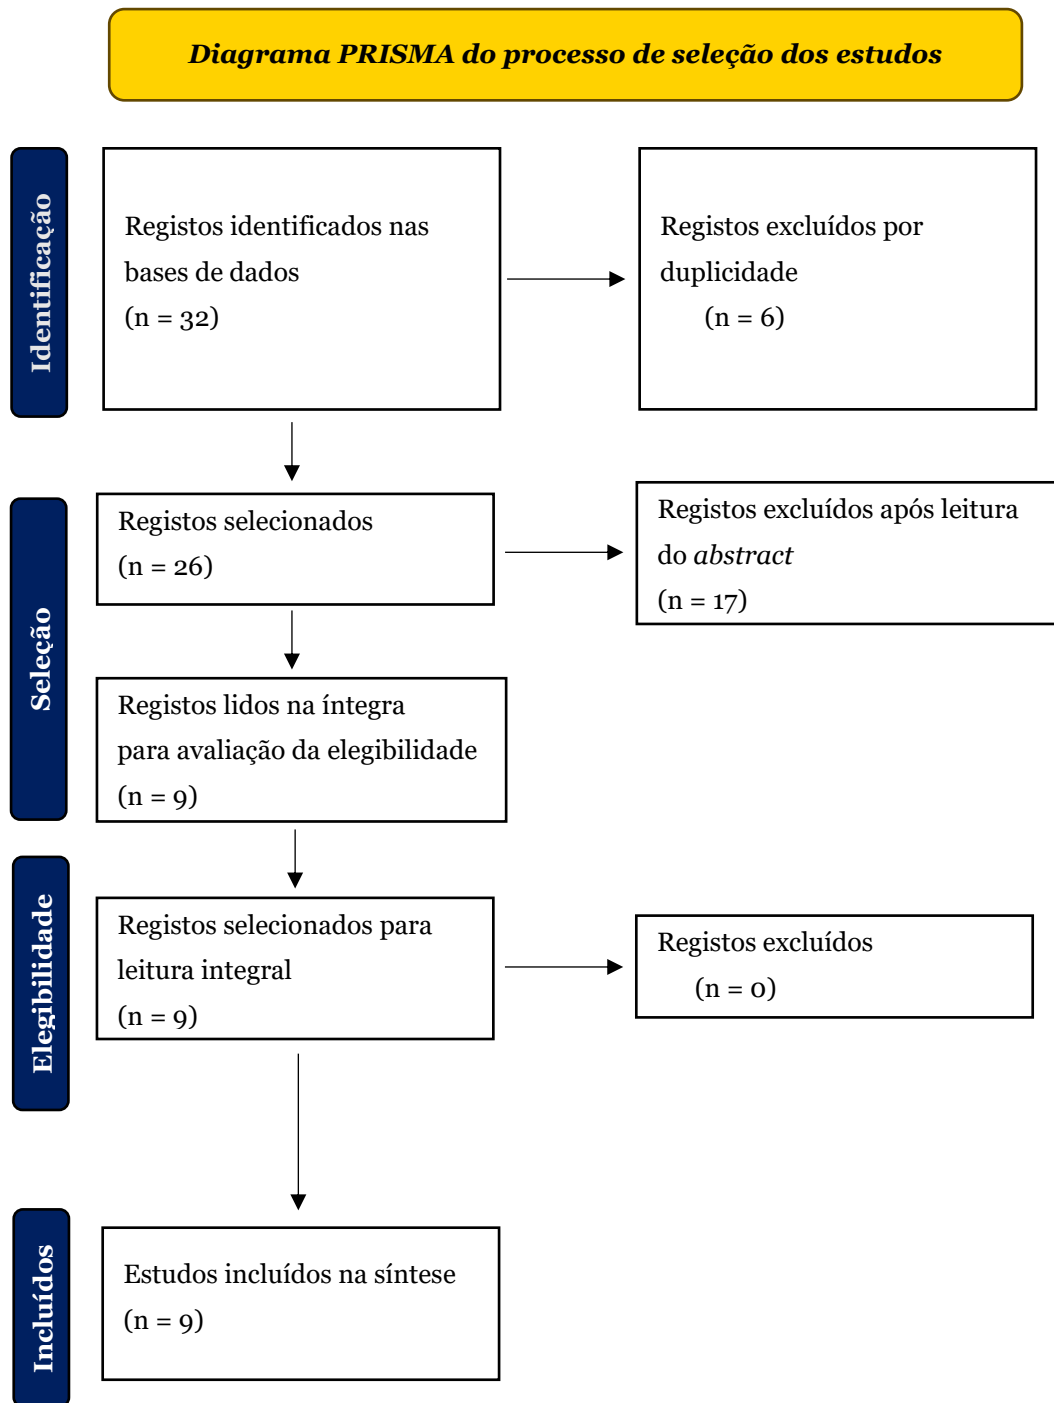 Diagrama PRISMA do processo de seleção dos estudos
Identificação
Registos identificados nas
bases de dados
(n = 32)
Registos excluídos por
duplicidade
(n = 6)
Seleção
Registos selecionados
(n = 26)
Registos excluídos após leitura
do abstract
(n = 17)
Registos lidos na íntegra
para avaliação da elegibilidade
(n = 9)
Elegibilidade
Registos selecionados para
leitura integral
(n = 9)
Registos excluídos
(n = 0)
Incluídos
Estudos incluídos na síntese
(n = 9)